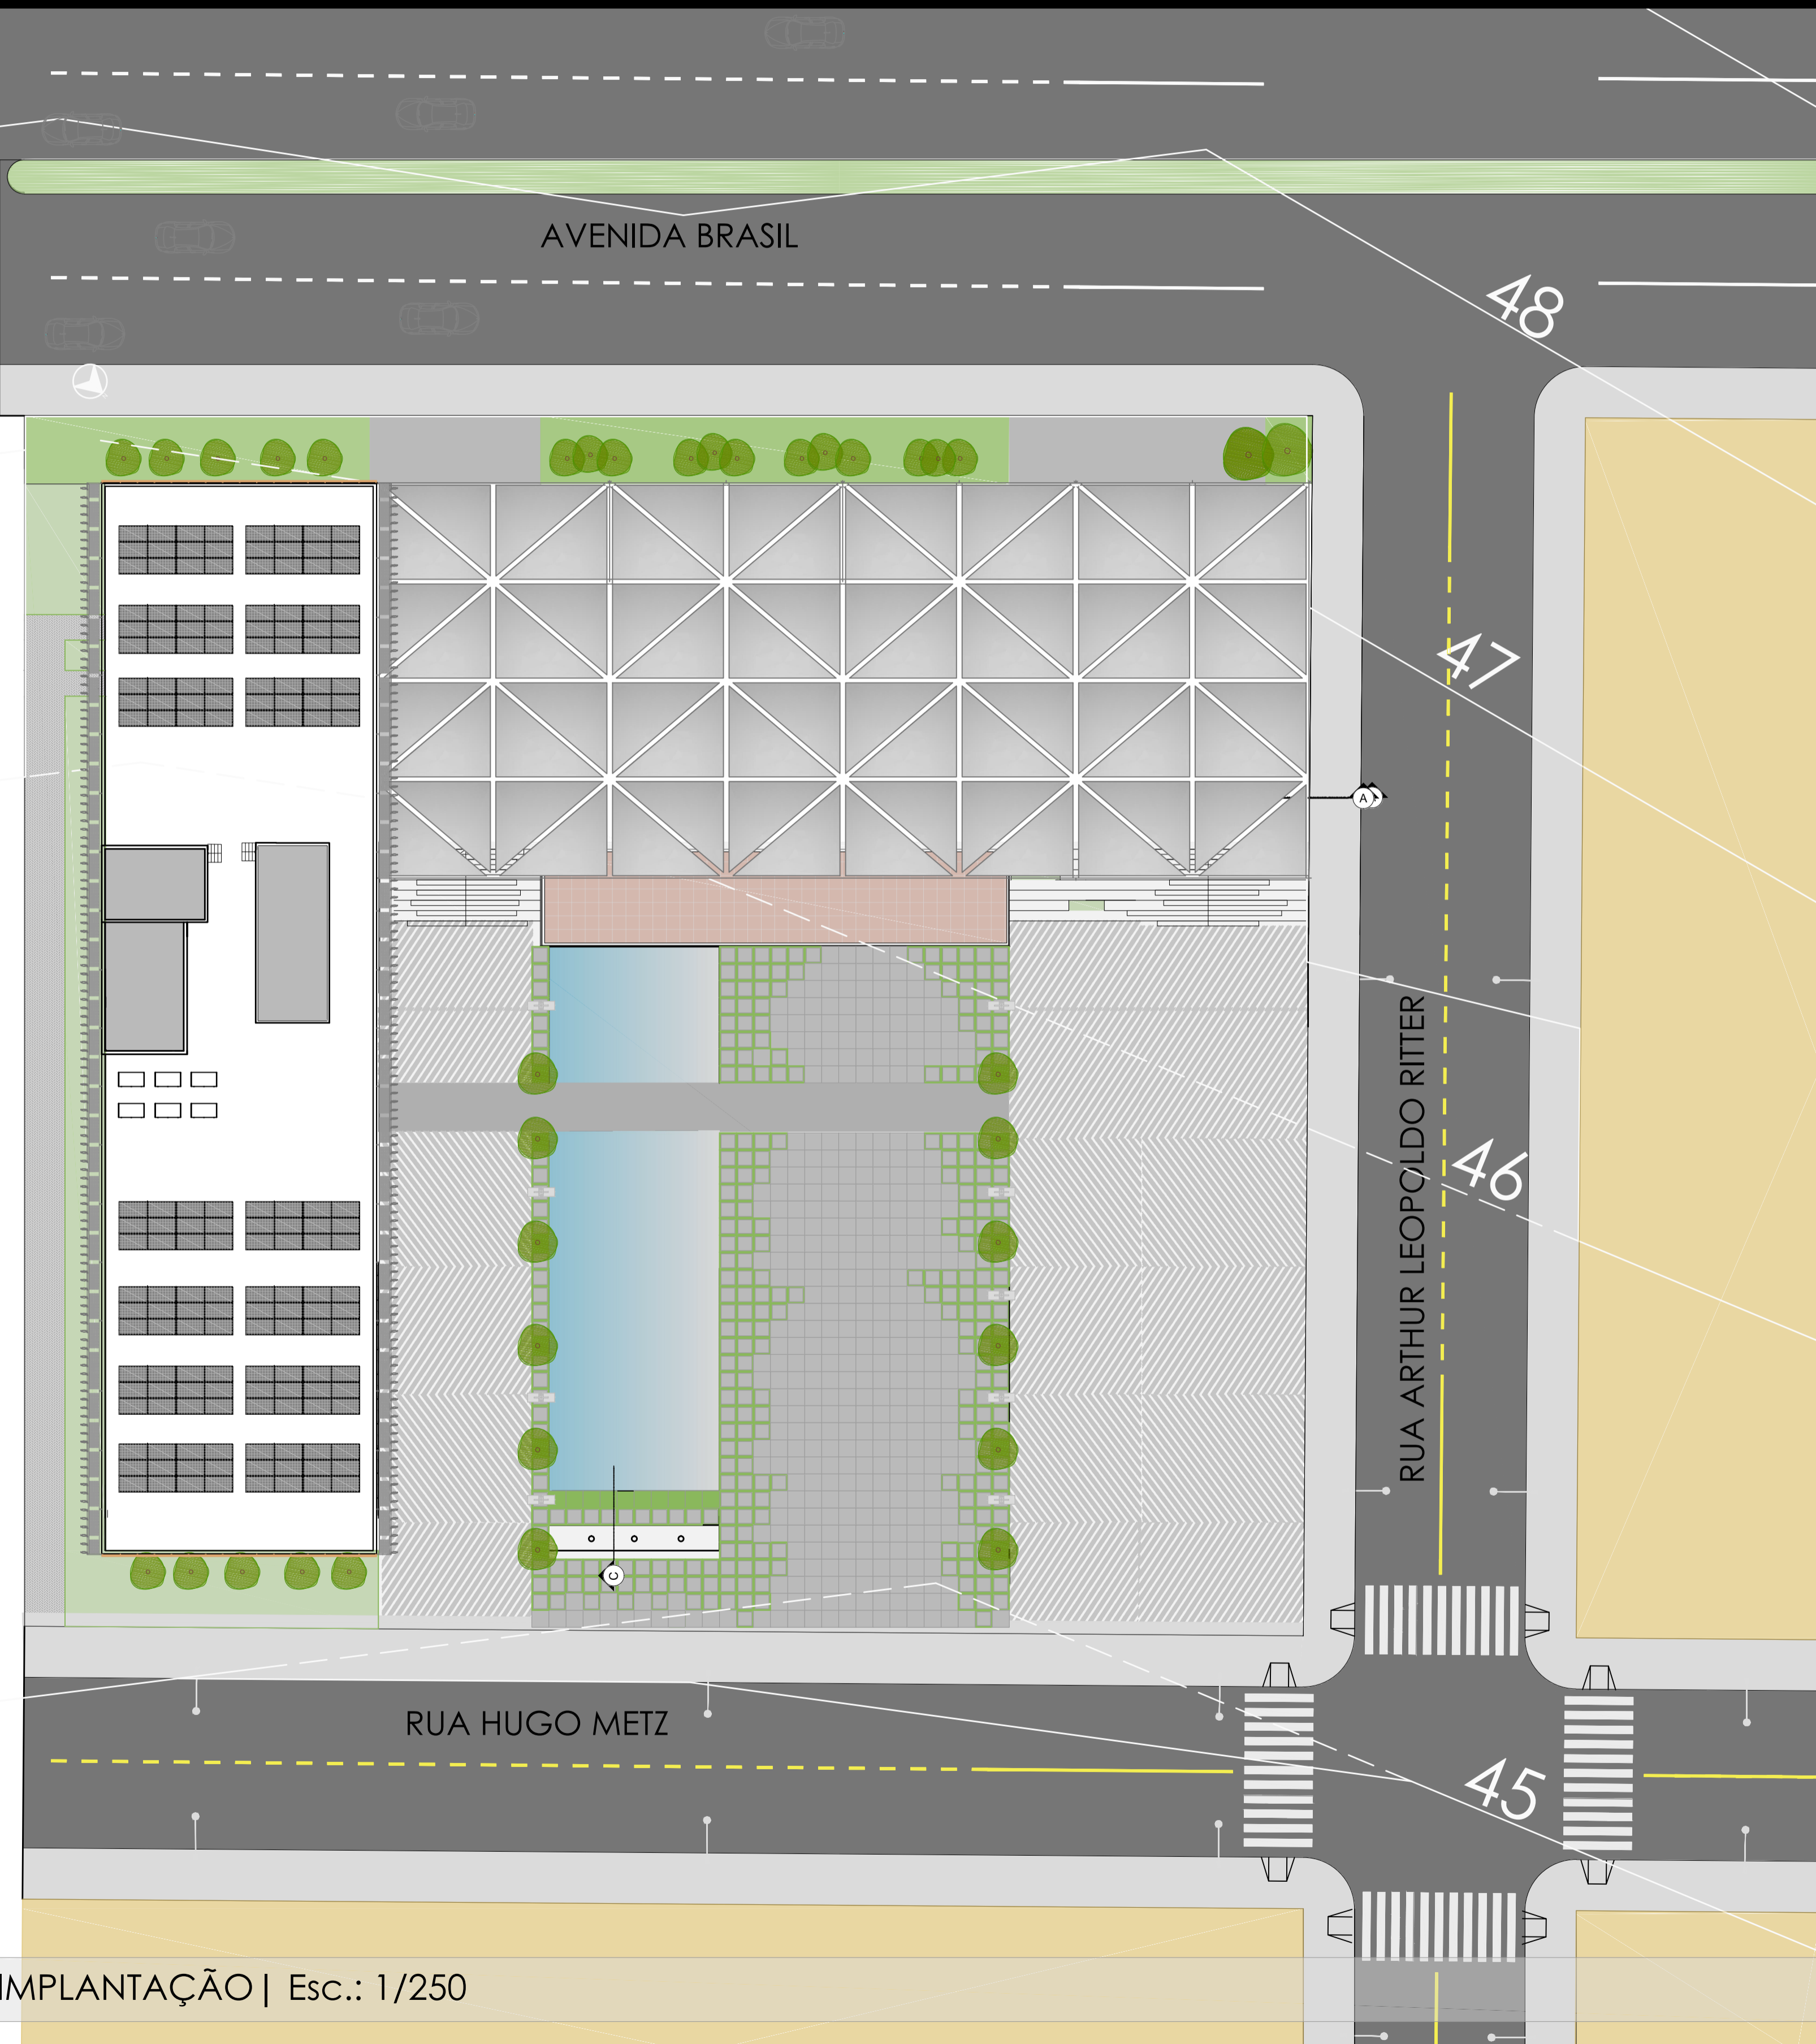 AVENIDA BRASIL
48
47
A
RUA ARTHUR LEOPOLDO RITTER
46
C
RUA HUGO METZ
45
IMPLANTAÇÃO| Esc.: 1/250